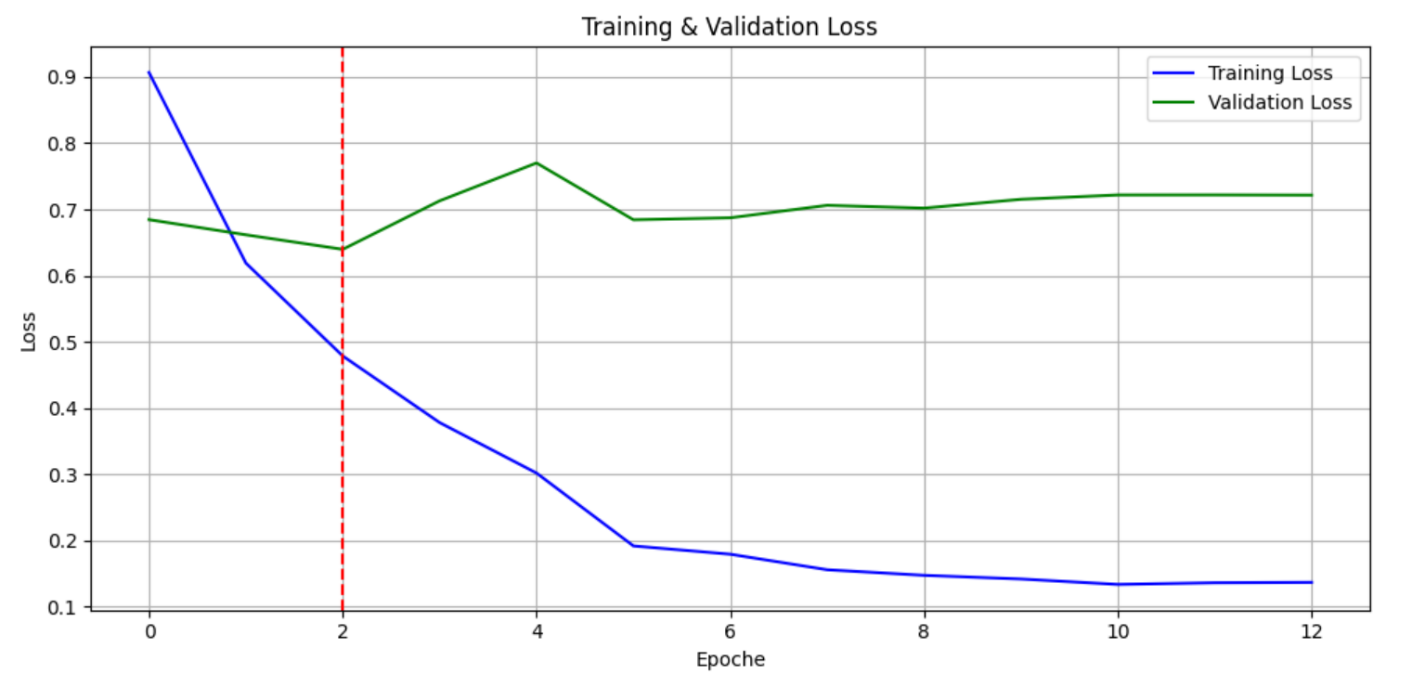 Training & Validation Loss
Training Loss
Validation Loss
0.9
0.8
0.7
0.6
0.5
0.4
0.3
0.2
0.1
Loss
0 2 4 6 8 10 12
Epoche